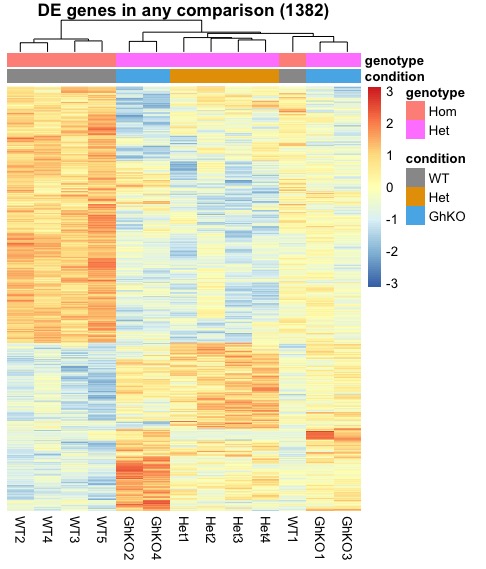 DE genes in any comparison (1382)
genotype
condition
3
2
1
0
-1
-2
-3
genotype
Hom
Het
condition
WT
Het
GhKO
WT2
WT4
WT3
WT5
GhKO2
GhKO4
Het1
Het2
Het3
Het4
WT1
GhKO1
GhKO3